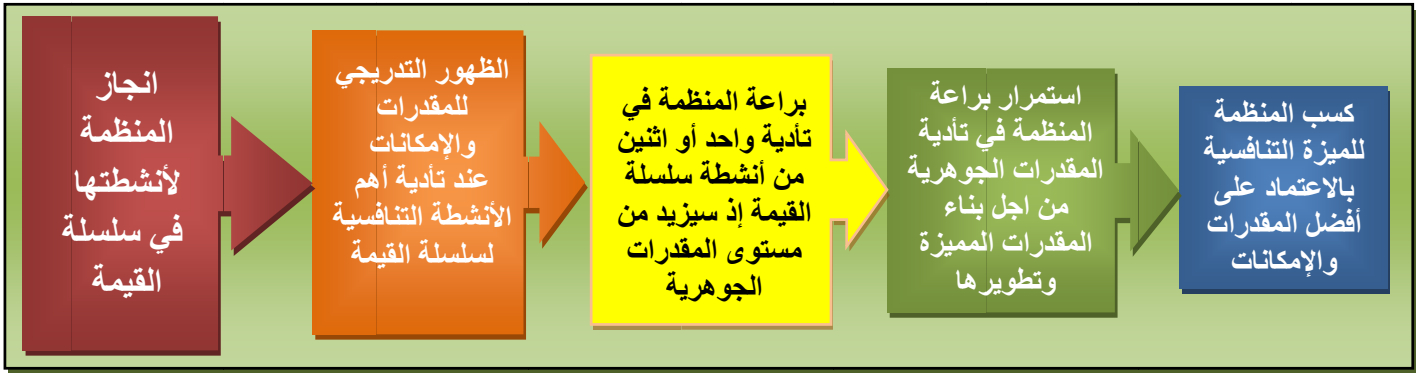 انجاز
المنظمة
لأنشطتها
في سلسلة
القيمة
الظهور التدريجي
للمقدرات
والإمكانات
عند تأدية أهم
الأنشطة التنافسية
لسلسلة القيمة
براعة المنظمة في
تأدية واحد أو اثنين
من أنشطة سلسلة
القيمة إذ سيزيد من
مستوى المقدرات
الجوهرية
استمرار براعة
المنظمة في تأدية
المقدرات الجوهرية
من اجل بناء
المقدرات المميزة
وتطويرها
كسب المنظمة
للميزة التنافسية
بالاعتماد على
أفضل المقدرات
والإمكانات